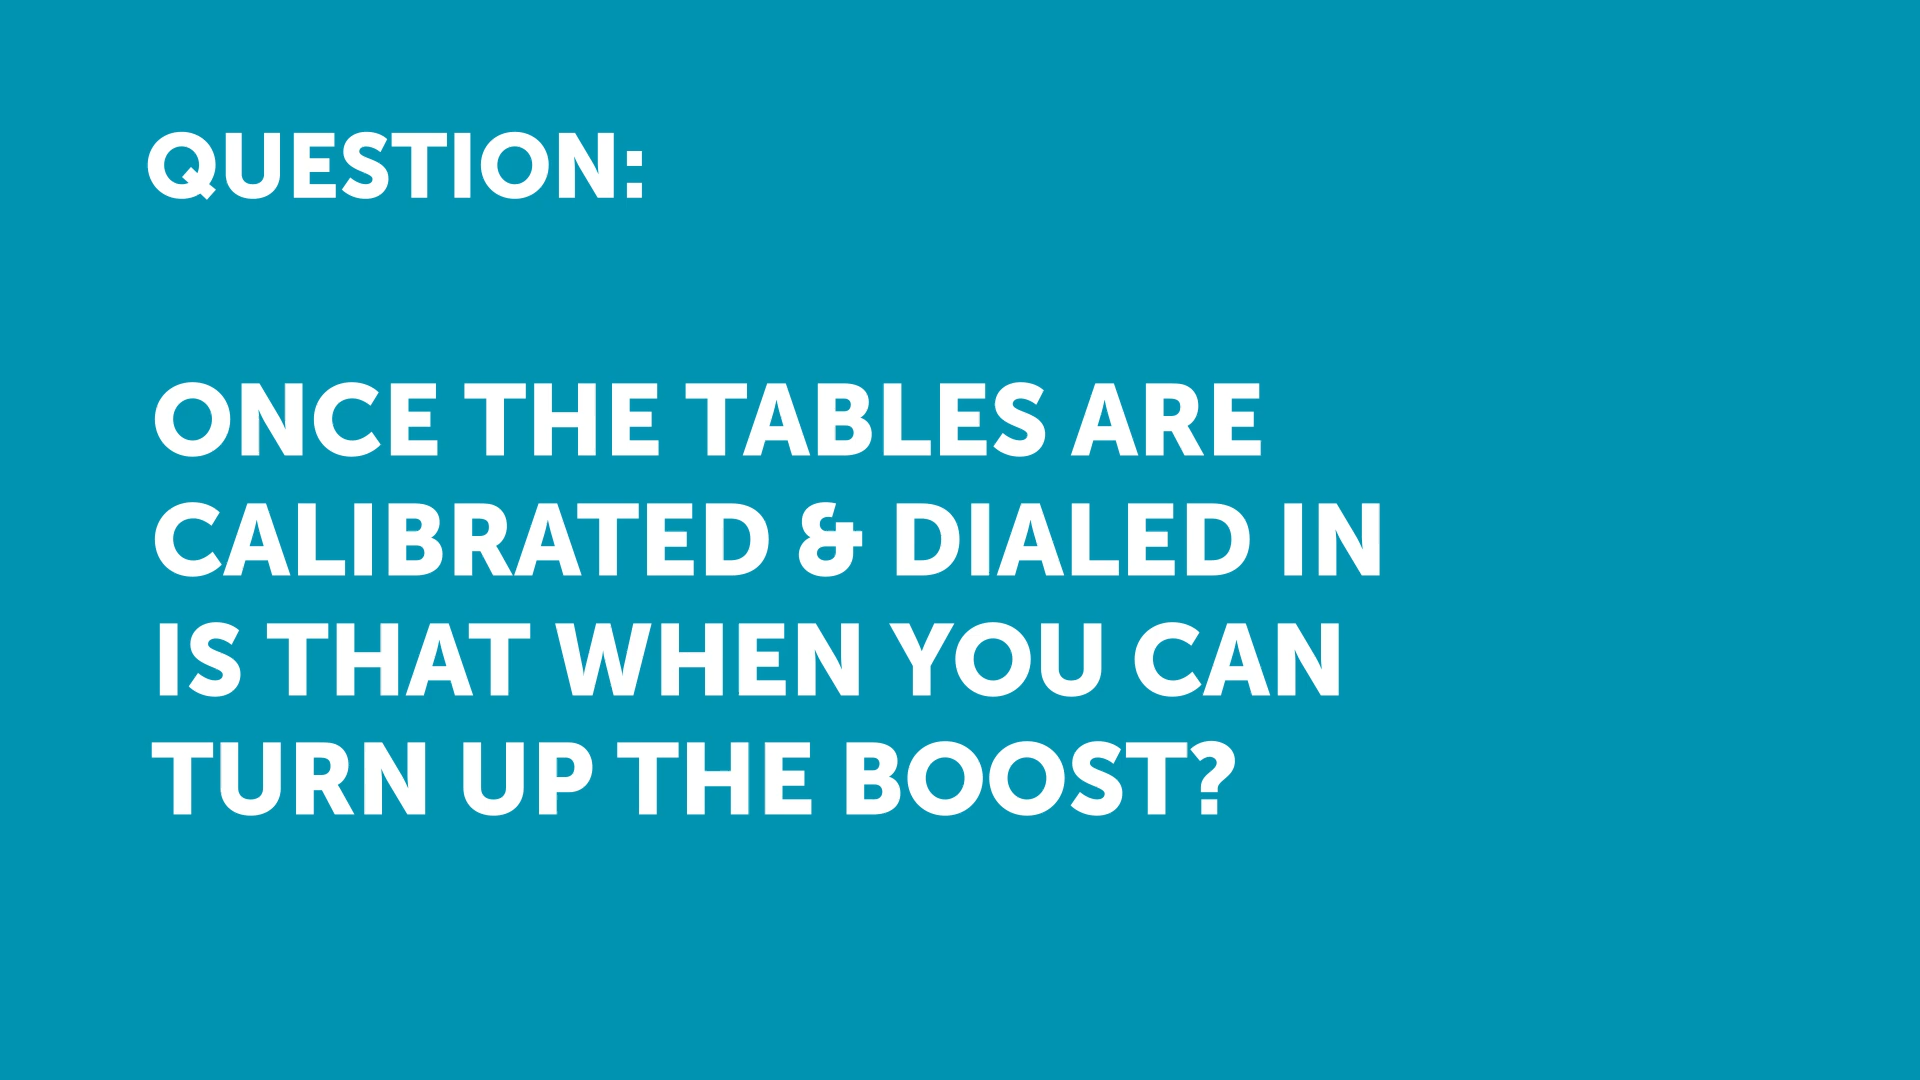 QUESTION:
ONCE THE TABLES ARE
CALIBRATED & DIALED IN
IS THAT WHEN YOU CAN
TURN UP THE BOOST?